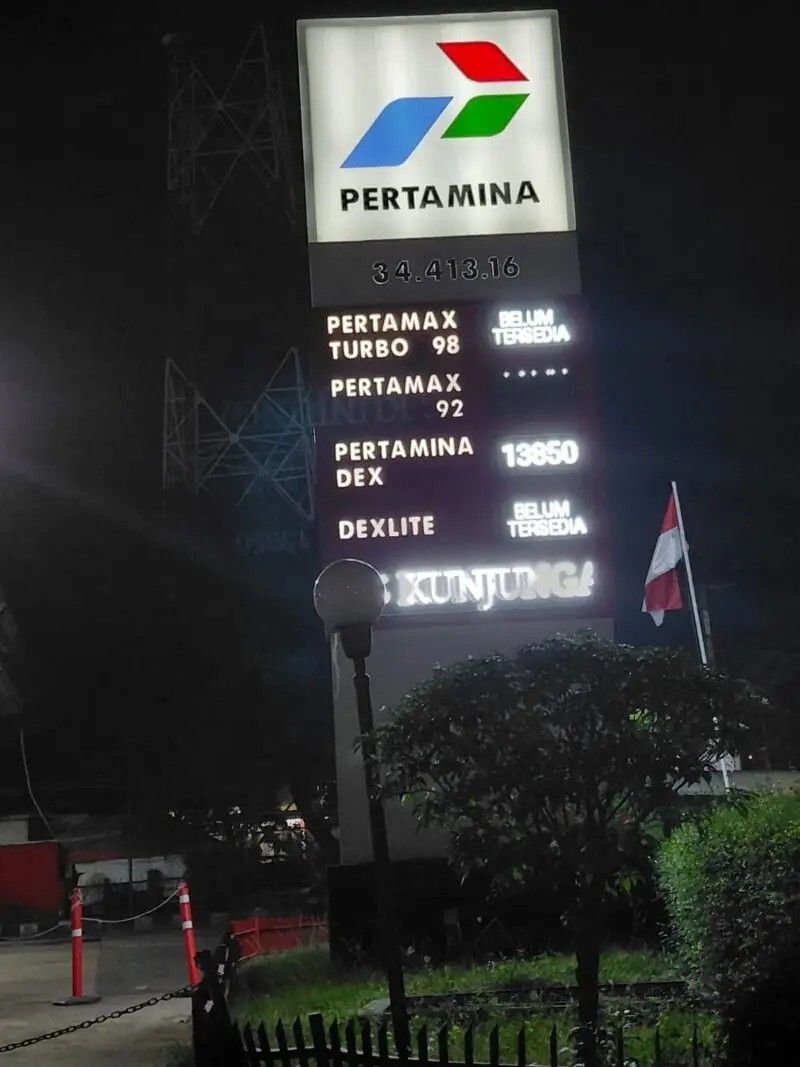 PERTAMINA
34.413.16
PERTAMAX
TURBO 98
BELUM
TERSEDIA
PERTAMAX
92
PERTAMINA
DEX
13850
DEXLITE
BELUM
TERSEDIA
S KUNJUNGA